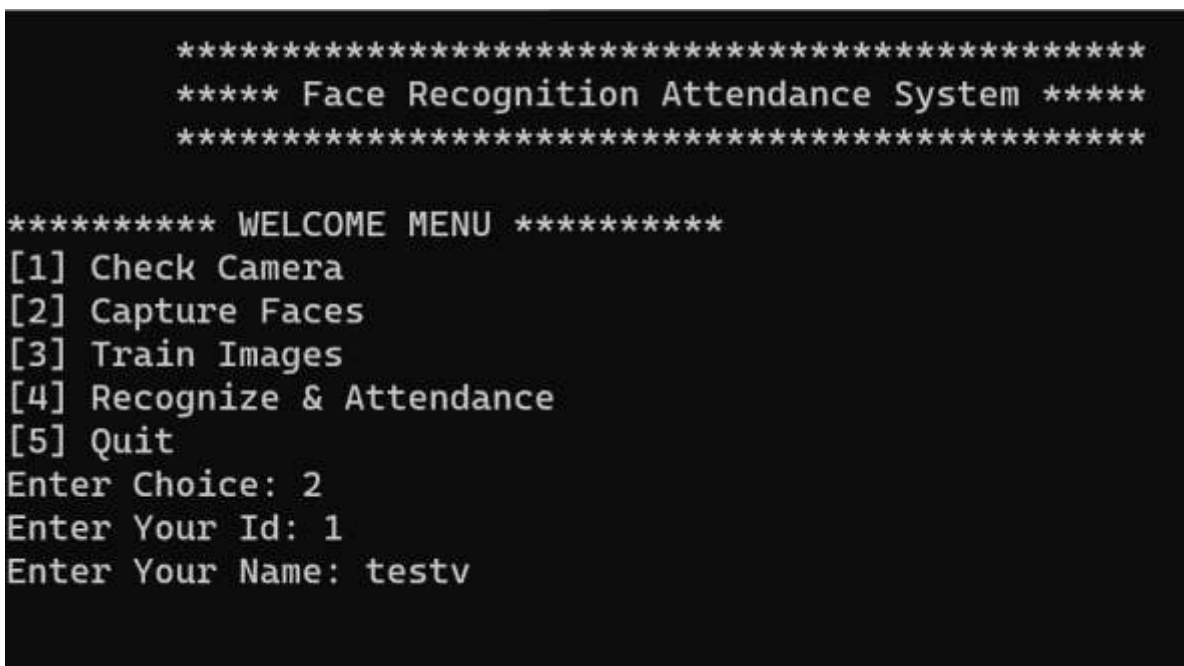 **********************************************
***** Face Recognition Attendance System *****
**********************************************
********** WELCOME MENU **********
[1] Check Camera
[2] Capture Faces
[3] Train Images
[4] Recognize & Attendance
[5] Quit
Enter Choice: 2
Enter Your Id: 1
Enter Your Name: testv